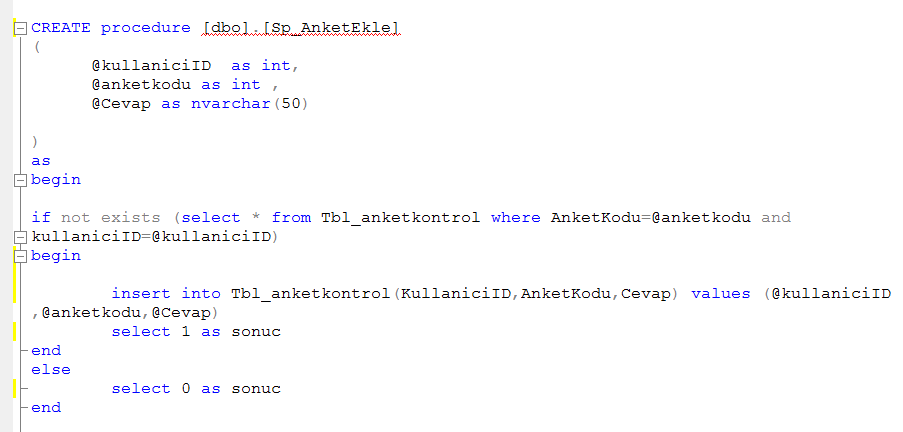 CREATE procedure [dbo].[Sp_AnketEkle]
(
@kullaniciID  as int,
@anketkodu as int ,
@Cevap as nvarchar(50)
)
as
begin
if not exists (select * from Tbl_anketkontrol where AnketKodu=@anketkodu and
kullaniciID=@kullaniciID)
begin
insert into Tbl_anketkontrol(KullaniciID,AnketKodu,Cevap) values (@kullaniciID
,@anketkodu,@Cevap)
select 1 as sonuc
end
else
select 0 as sonuc
end